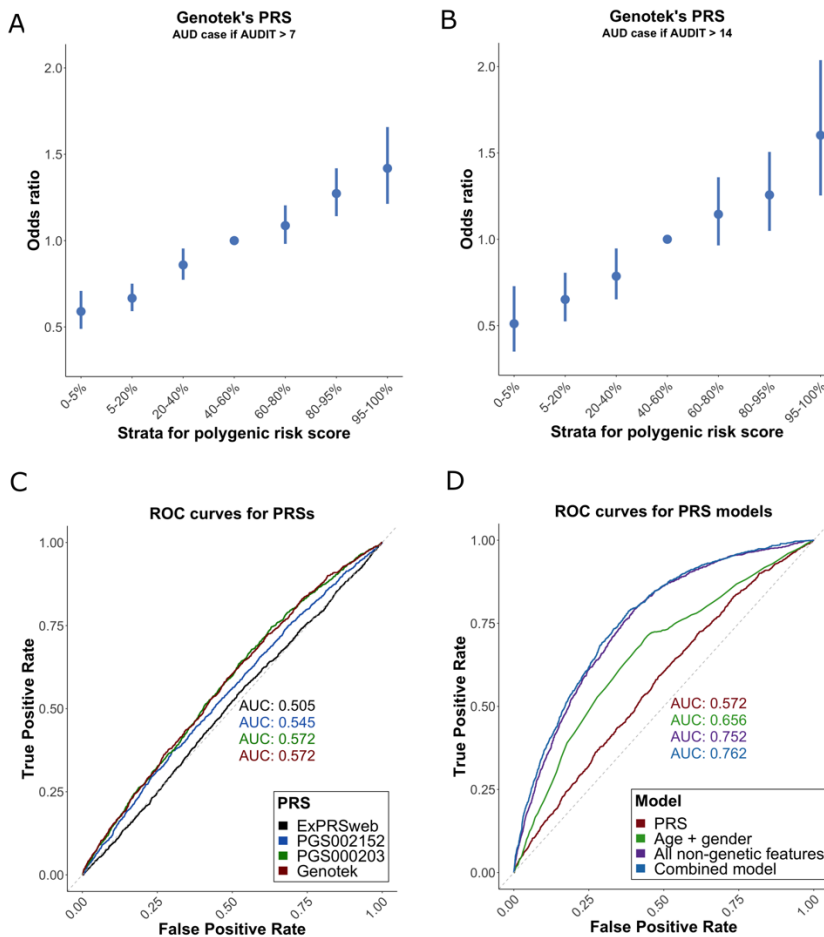 A
Genotek's PRS
AUD case if AUDIT > 7
2.0
1.5
1.0
0.5
Odds ratio
0-5%
5-20%
20-40%
40-60%
60-80%
80-95%
95-100%
Strata for polygenic risk score
B
Genotek's PRS
AUD case if AUDIT > 14
2.0
1.5
1.0
0.5
Odds ratio
0-5%
5-20%
20-40%
40-60%
60-80%
80-95%
95-100%
Strata for polygenic risk score
C
ROC curves for PRSs
1.00
0.75
0.50
0.25
0.00
True Positive Rate
AUC: 0.505
AUC: 0.545
AUC: 0.572
AUC: 0.572
PRS
ExPRSweb
PGS002152
PGS000203
Genotek
0.00
0.25
0.50
0.75
1.00
False Positive Rate
D
ROC curves for PRS models
1.00
0.75
0.50
0.25
0.00
True Positive Rate
AUC: 0.572
AUC: 0.656
AUC: 0.752
AUC: 0.762
Model
PRS
Age + gender
All non-genetic features
Combined model
0.00
0.25
0.50
0.75
1.00
False Positive Rate